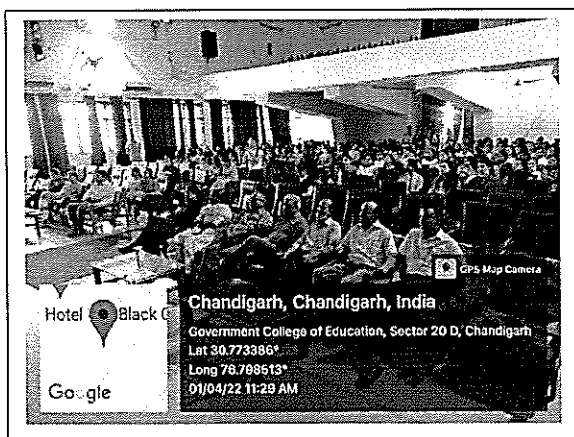 GPS Map Camera
Hotel Black
Google
Chandigarh, Chandigarh, India
Government College of Education, Sector 20 D, Chandigarh
Lat 30.773386°
Long 76.798513°
01/04/22 11:29 AM